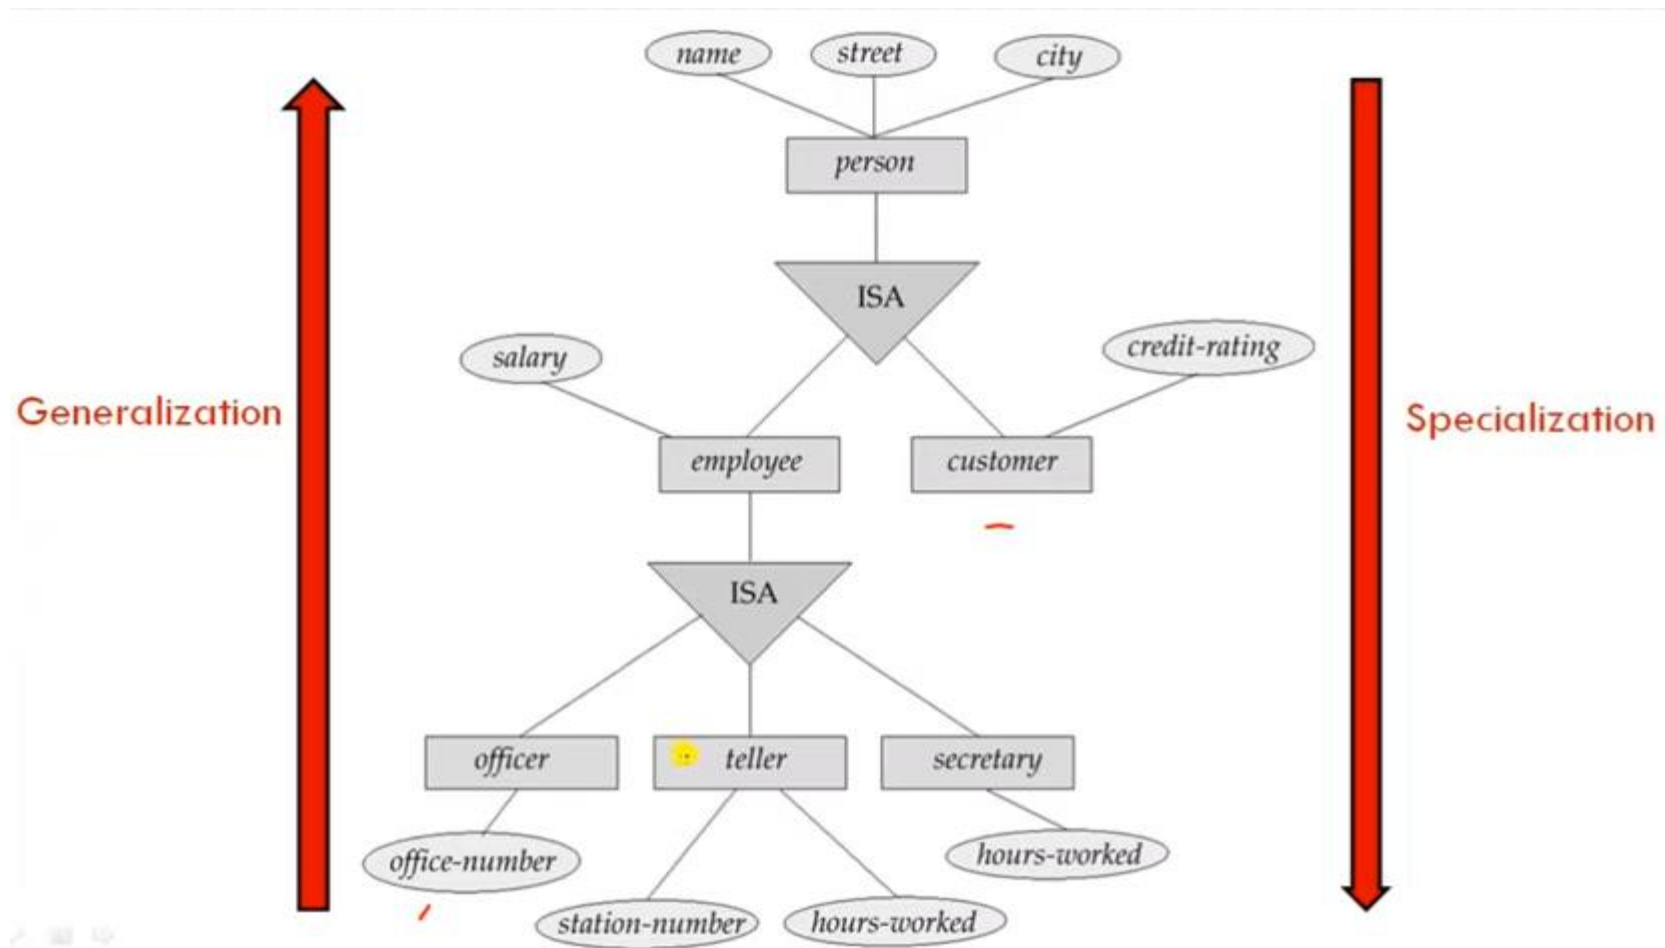 name
street
city
person
ISA
salary
credit-rating
Generalization
Specialization
employee
customer
ISA
officer
teller
secretary
office-number
hours-worked
station-number
hours-worked